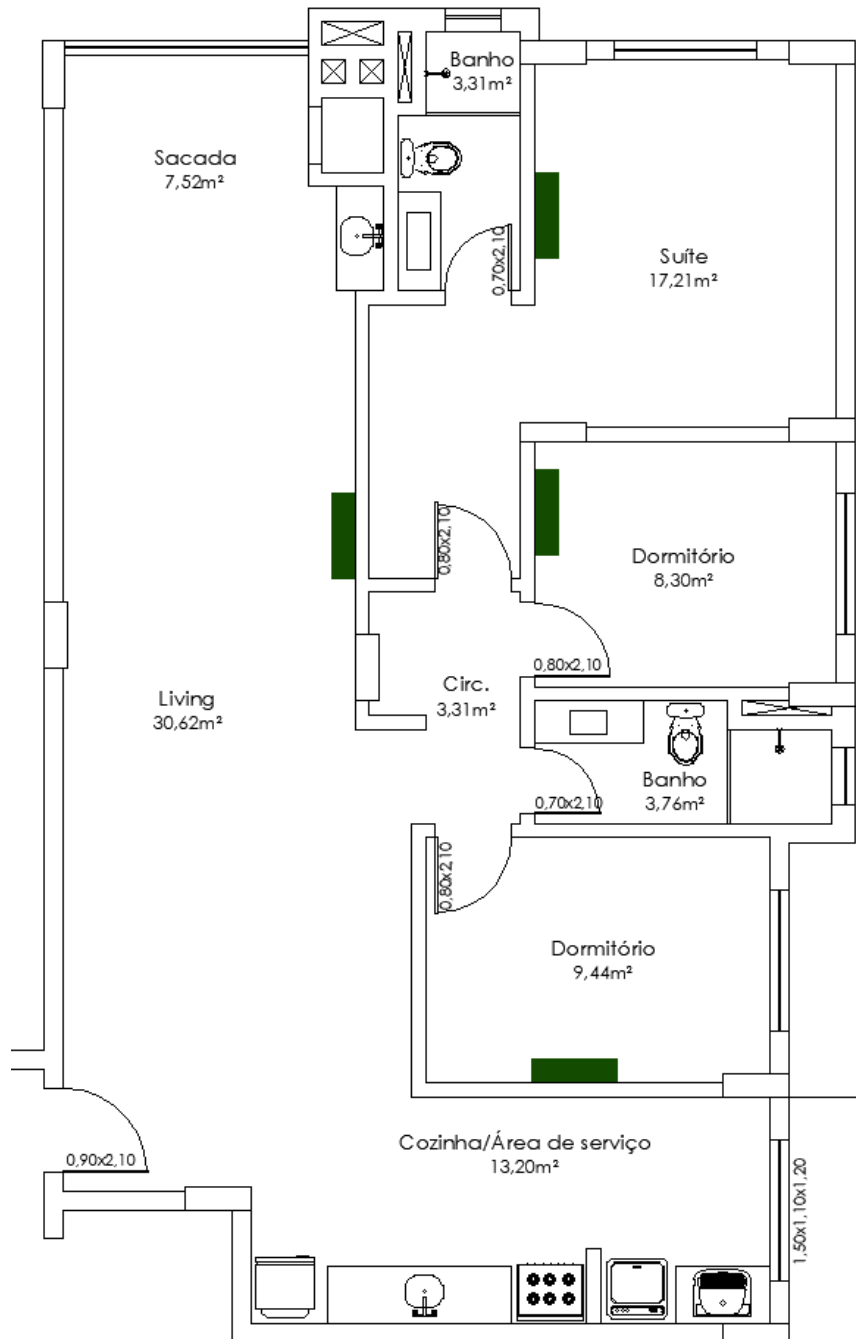 Banho
3,31m²
Sacada
7,52m²
0,70x2,10
Suíte
17,21m²
0,80x2,10
Dormitório
8,30m²
0,80x2,10
Circ.
3,31m²
Living
30,62m²
Banho
3,76m²
0,70x2,10
0,80x2,10
Dormitório
9,44m²
Cozinha/Área de serviço
13,20m²
0,90x2,10
1,50x1,10x1,20